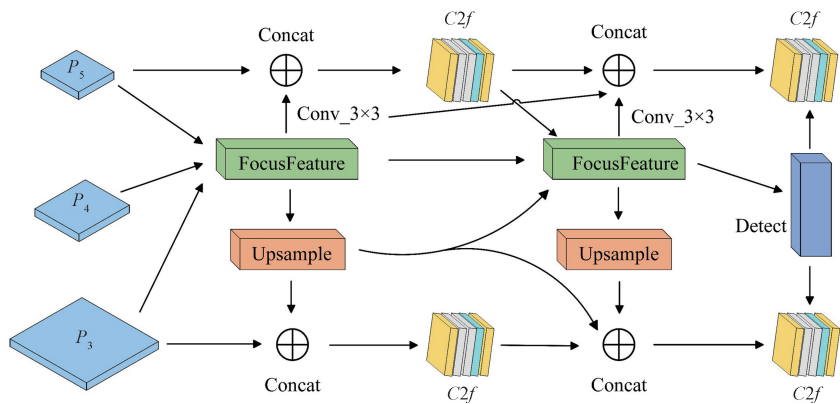 C2f
Concat
Concat
C2f
P5
Conv_3×3
Conv_3×3
FocusFeature
FocusFeature
P4
Detect
Upsample
Upsample
P3
Concat
C2f
Concat
C2f